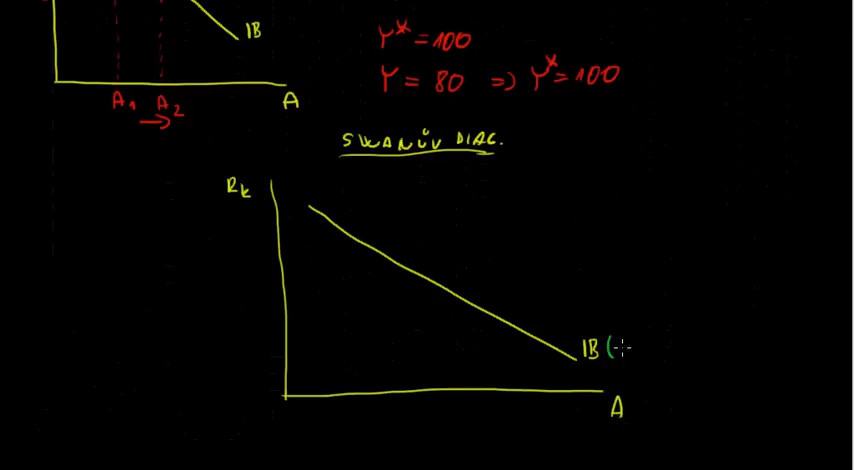 IB
Y* = 100
Y = 80 => Y* = 100
A1 A2 A
→
SWANŮV DIAG.
RK
IB (
A